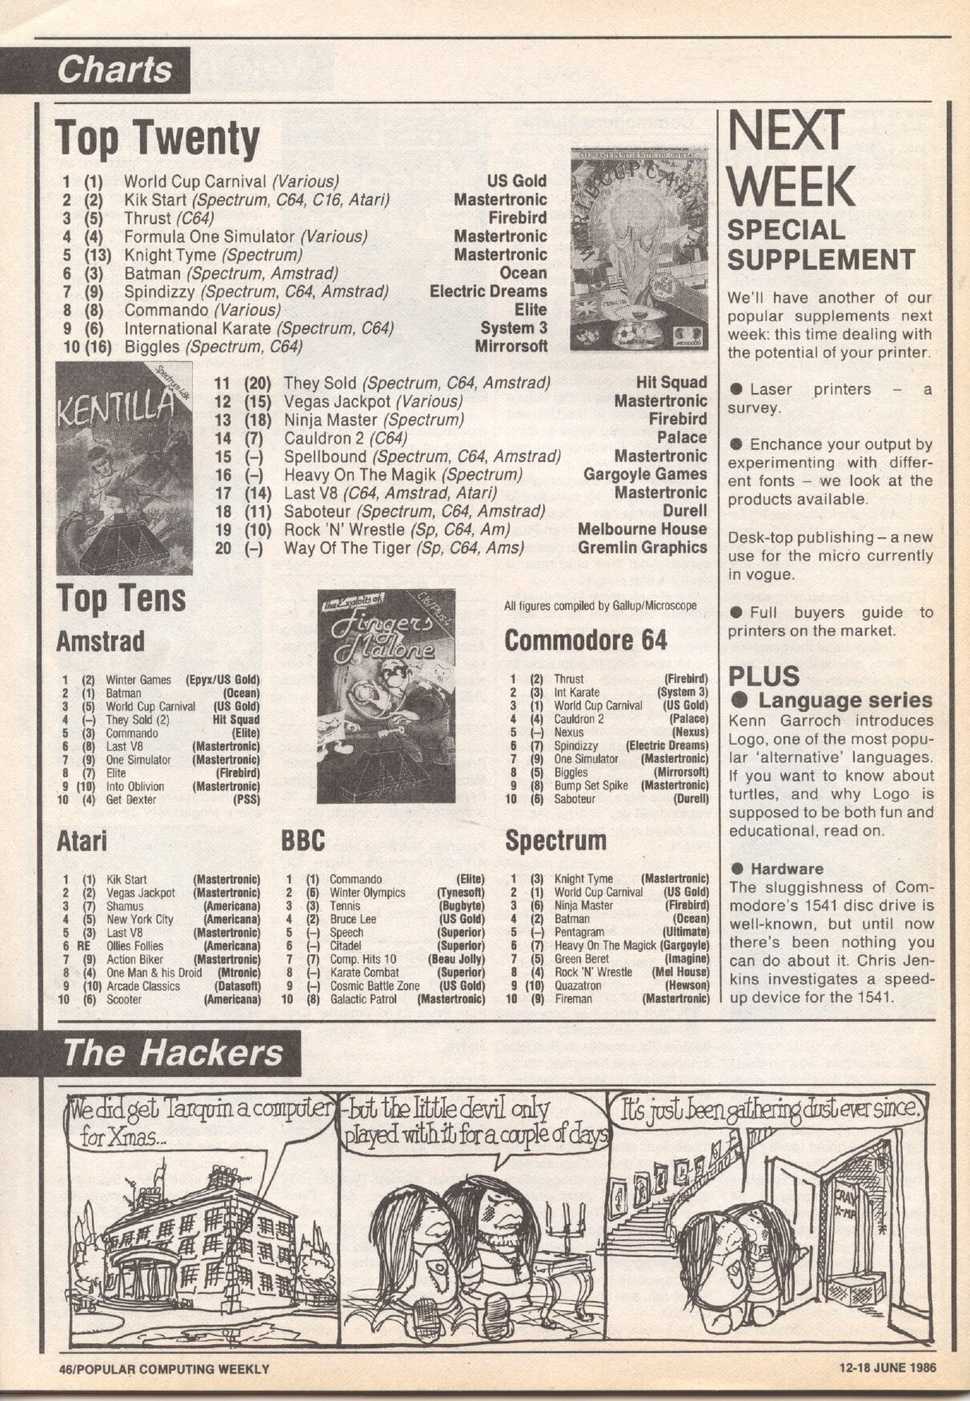 Charts
Top Twenty
1 (1) World Cup Carnival (Various) US Gold
2 (2) Kik Start (Spectrum, C64, C16, Atari) Mastertronic
3 (5) Thrust (C64) Firebird
4 (4) Formula One Simulator (Various) Mastertronic
5 (13) Knight Tyme (Spectrum) Mastertronic
6 (3) Batman (Spectrum, Amstrad) Ocean
7 (9) Spindizzy (Spectrum, C64, Amstrad) Electric Dreams
8 (8) Commando (Various) Elite
9 (6) International Karate (Spectrum, C64) System 3
10 (16) Biggles (Spectrum, C64) Mirrorsoft
WORLD CUP CARNIVAL
KENTILLA
11 (20) They Sold (Spectrum, C64, Amstrad) Hit Squad
12 (15) Vegas Jackpot (Various) Mastertronic
13 (18) Ninja Master (Spectrum) Firebird
14 (7) Cauldron 2 (C64) Palace
15 (–) Spellbound (Spectrum, C64, Amstrad) Mastertronic
16 (–) Heavy On The Magik (Spectrum) Gargoyle Games
17 (14) Last V8 (C64, Amstrad, Atari) Mastertronic
18 (11) Saboteur (Spectrum, C64, Amstrad) Durell
19 (10) Rock 'N' Wrestle (Sp, C64, Am) Melbourne House
20 (–) Way Of The Tiger (Sp, C64, Ams) Gremlin Graphics
Top Tens
All figures compiled by Gallup/Microscope
the Exploits of
Fingers
Malone
Amstrad
1 (2) Winter Games (Epyx/US Gold)
2 (1) Batman (Ocean)
3 (5) World Cup Carnival (US Gold)
4 (–) They Sold (2) Hit Squad
5 (3) Commando (Elite)
6 (8) Last V8 (Mastertronic)
7 (9) One Simulator (Mastertronic)
8 (7) Elite (Firebird)
9 (10) Into Oblivion (Mastertronic)
10 (4) Get Dexter (PSS)
Commodore 64
1 (2) Thrust (Firebird)
2 (3) Int Karate (System 3)
3 (1) World Cup Carnival (US Gold)
4 (4) Cauldron 2 (Palace)
5 (–) Nexus (Nexus)
6 (7) Spindizzy (Electric Dreams)
7 (9) One Simulator (Mastertronic)
8 (5) Biggles (Mirrorsoft)
9 (8) Bump Set Spike (Mastertronic)
10 (6) Saboteur (Durell)
Atari
1 (1) Kik Start (Mastertronic)
2 (2) Vegas Jackpot (Mastertronic)
3 (7) Shamus (Americana)
4 (5) New York City (Americana)
5 (3) Last V8 (Mastertronic)
6 RE Ollies Follies (Americana)
7 (9) Action Biker (Mastertronic)
8 (4) One Man & his Droid (Mtronic)
9 (10) Arcade Classics (Datasoft)
10 (6) Scooter (Americana)
BBC
1 (1) Commando (Elite)
2 (6) Winter Olympics (Tynesoft)
3 (3) Tennis (Bugbyte)
4 (2) Bruce Lee (US Gold)
5 (–) Speech (Superior)
6 (–) Citadel (Superior)
7 (7) Comp. Hits 10 (Beau Jolly)
8 (–) Karate Combat (Superior)
9 (–) Cosmic Battle Zone (US Gold)
10 (8) Galactic Patrol (Mastertronic)
Spectrum
1 (3) Knight Tyme (Mastertronic)
2 (1) World Cup Carnival (US Gold)
3 (6) Ninja Master (Firebird)
4 (2) Batman (Ocean)
5 (–) Pentagram (Ultimate)
6 (7) Heavy On The Magick (Gargoyle)
7 (5) Green Beret (Imagine)
8 (4) Rock 'N' Wrestle (Mel House)
9 (10) Quazatron (Hewson)
10 (9) Fireman (Mastertronic)
NEXT
WEEK
SPECIAL
SUPPLEMENT
We'll have another of our
popular supplements next
week: this time dealing with
the potential of your printer.
● Laser printers – a
survey.
● Enchance your output by
experimenting with differ-
ent fonts – we look at the
products available.
Desk-top publishing – a new
use for the micro currently
in vogue.
● Full buyers guide to
printers on the market.
PLUS
● Language series
Kenn Garroch introduces
Logo, one of the most popu-
lar 'alternative' languages.
If you want to know about
turtles, and why Logo is
supposed to be both fun and
educational, read on.
● Hardware
The sluggishness of Com-
modore's 1541 disc drive is
well-known, but until now
there's been nothing you
can do about it. Chris Jen-
kins investigates a speed-
up device for the 1541.
The Hackers
We did get Tarquin a computer
for Xmas...
-but the little devil only
played with it for a couple of days
It's just been gathering dust ever since.
CRAY
X-MP
46/POPULAR COMPUTING WEEKLY
12-18 JUNE 1986